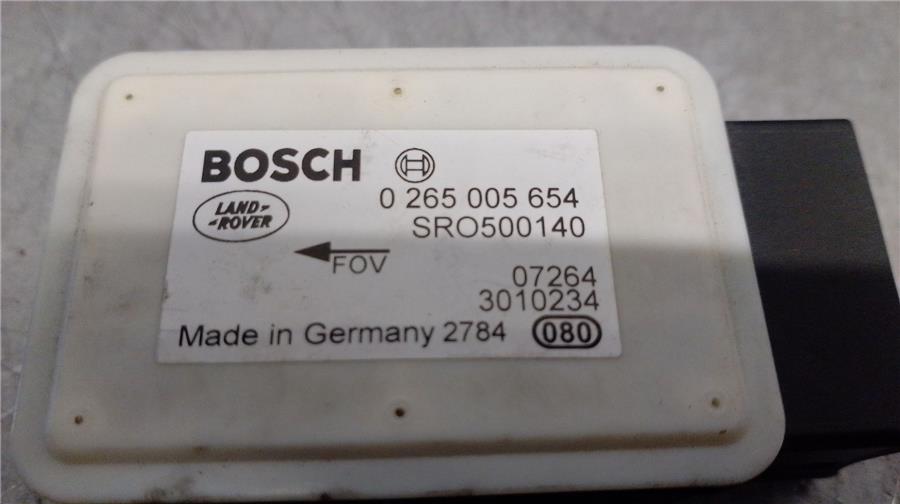 BOSCH
0 265 005 654
LAND-
-ROVER
SRO500140
FOV
07264
3010234
Made in Germany 2784 080